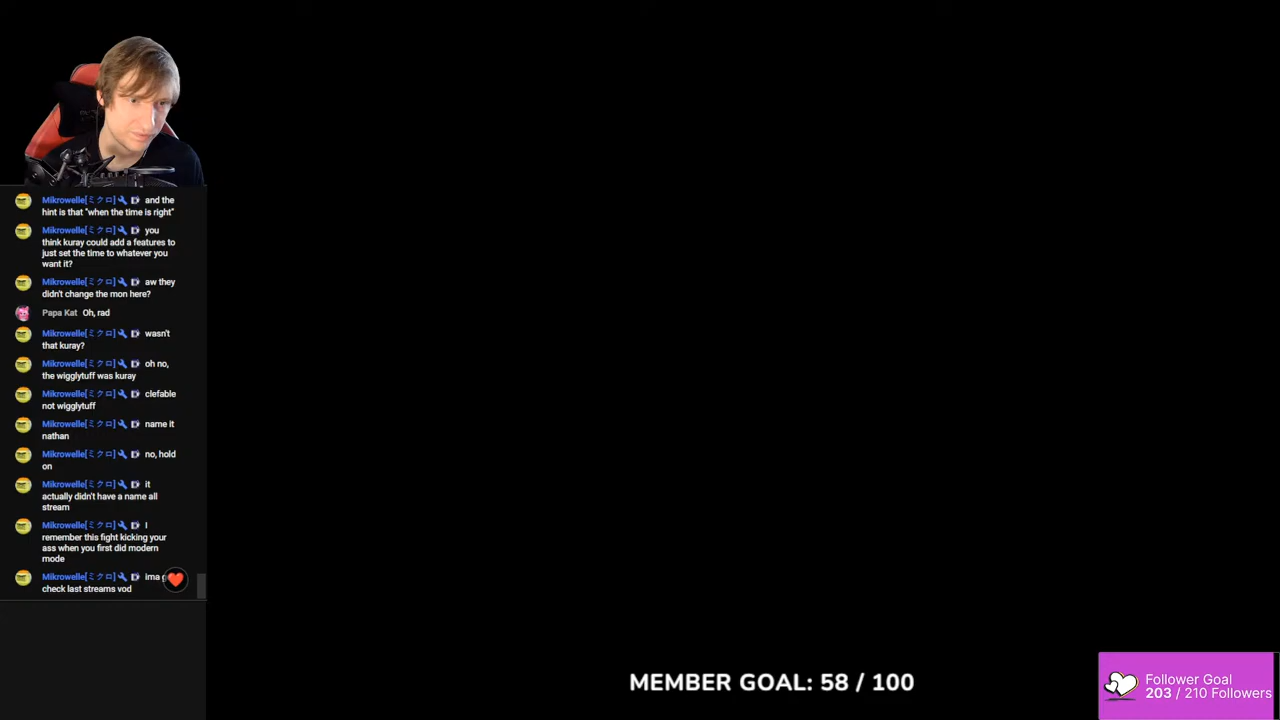 Mikrowelle[ミクロ] and the
hint is that "when the time is right"
Mikrowelle[ミクロ] you
think kuray could add a features to
just set the time to whatever you
want it?
Mikrowelle[ミクロ] aw they
didn't change the mon here?
Papa Kat Oh, rad
Mikrowelle[ミクロ] wasn't
that kuray?
Mikrowelle[ミクロ] oh no,
the wigglytuff was kuray
Mikrowelle[ミクロ] clefable
not wigglytuff
Mikrowelle[ミクロ] name it
nathan
Mikrowelle[ミクロ] no, hold
on
Mikrowelle[ミクロ] it
actually didn't have a name all
stream
Mikrowelle[ミクロ] I
remember this fight kicking your
ass when you first did modern
mode
Mikrowelle[ミクロ] Ima
check last streams vod
MEMBER GOAL: 58 / 100
Follower Goal
203 / 210 Followers